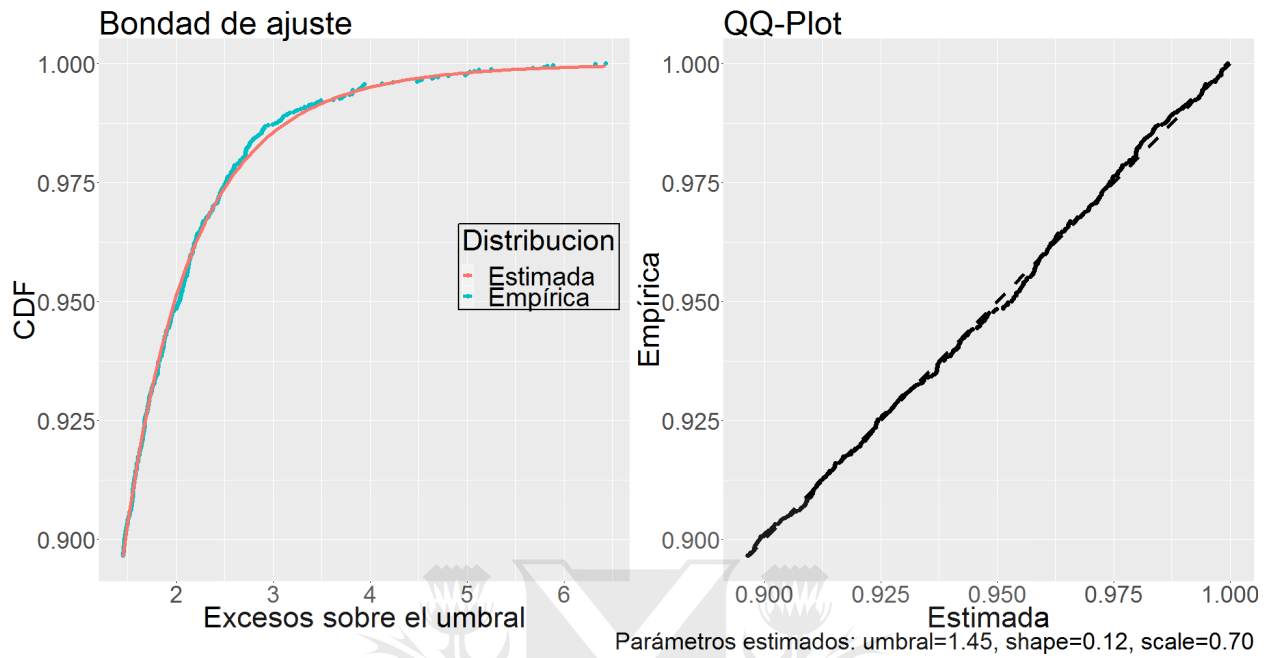 Bondad de ajuste
CDF
1.000
0.975
0.950
0.925
0.900
2 3 4 5 6
Excesos sobre el umbral
Distribucion
Estimada
Empírica
QQ-Plot
Empírica
1.000
0.975
0.950
0.925
0.900
0.900 0.925 0.950 0.975 1.000
Estimada
Parámetros estimados: umbral=1.45, shape=0.12, scale=0.70